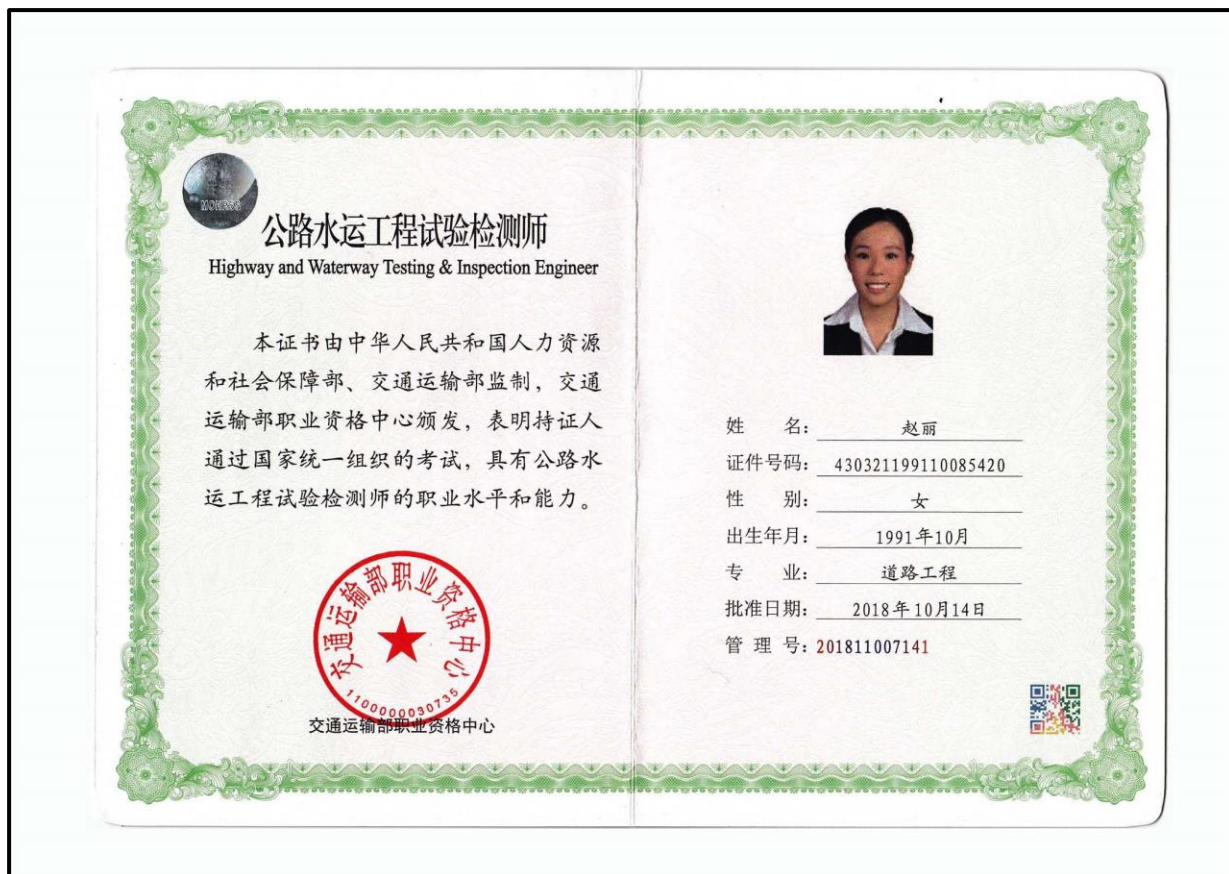 MOHRSS
公路水运工程试验检测师
Highway and Waterway Testing & Inspection Engineer
本证书由中华人民共和国人力资源
和社会保障部、交通运输部监制，交通
运输部职业资格中心颁发，表明持证人
通过国家统一组织的考试，具有公路水
运工程试验检测师的职业水平和能力。
交通运输部职业资格中心
1100000030735
交通运输部职业资格中心
姓 名：赵丽
证件号码：430321199110085420
性 别：女
出生年月：1991年10月
专 业：道路工程
批准日期：2018年10月14日
管 理 号：201811007141